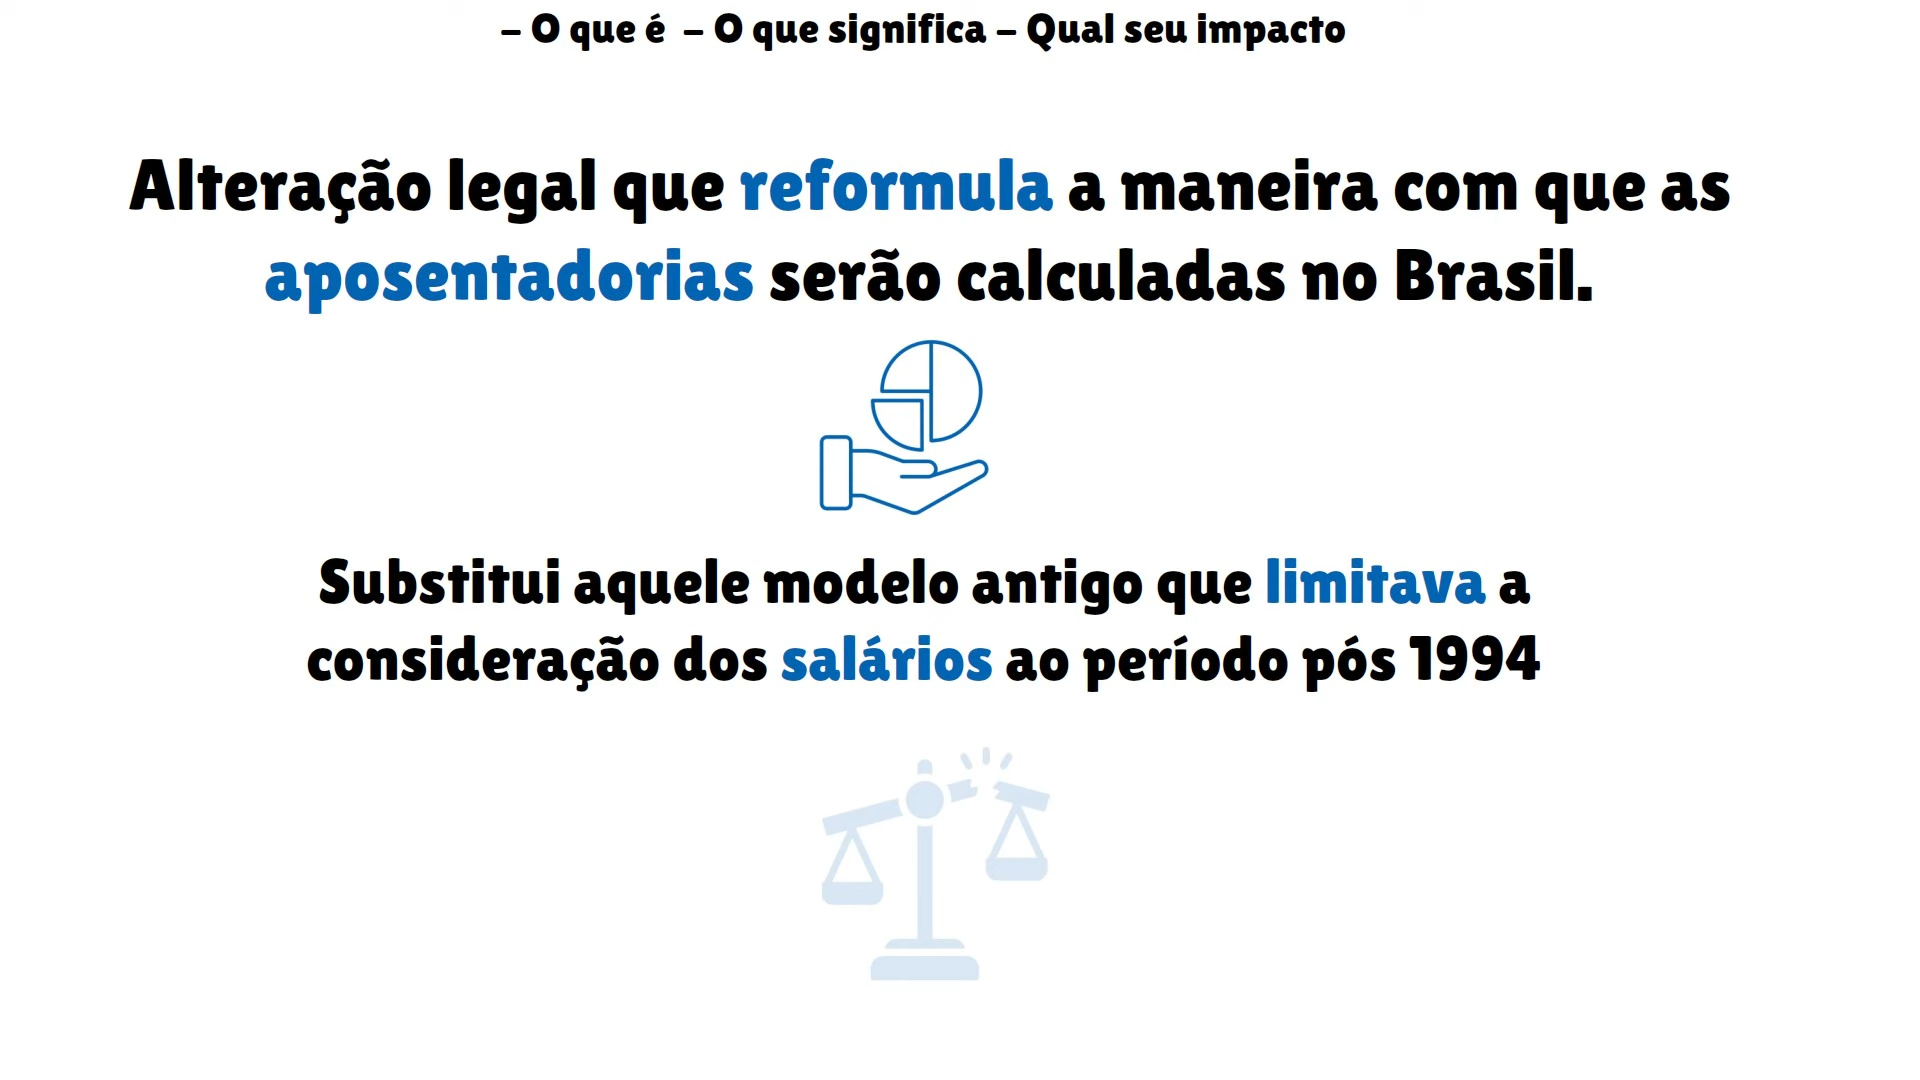 – O que é – O que significa – Qual seu impacto
Alteração legal que reformula a maneira com que as
aposentadorias serão calculadas no Brasil.
Substitui aquele modelo antigo que limitava a
consideração dos salários ao período pós 1994